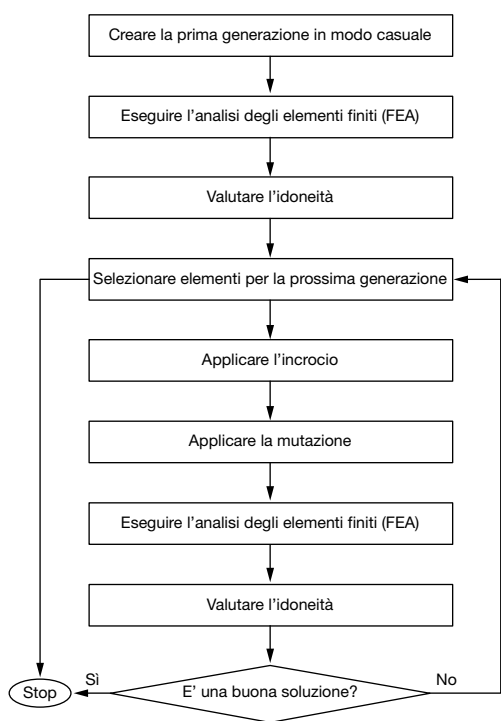 Creare la prima generazione in modo casuale
Eseguire l'analisi degli elementi finiti (FEA)
Valutare l'idoneità
Selezionare elementi per la prossima generazione
Applicare l'incrocio
Applicare la mutazione
Eseguire l'analisi degli elementi finiti (FEA)
Valutare l'idoneità
Stop
Sì
E' una buona soluzione?
No